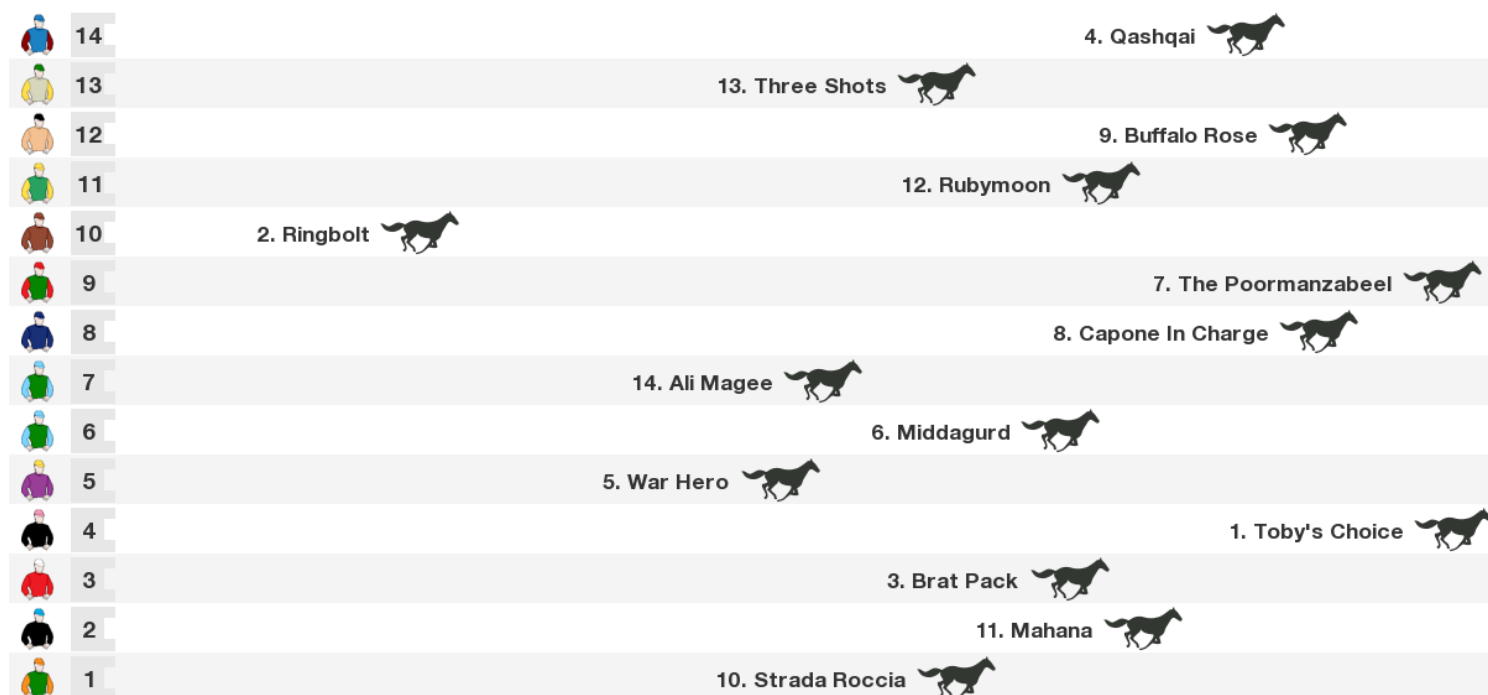 14 4. Qashqai
13 13. Three Shots
12 9. Buffalo Rose
11 12. Rubymoon
10 2. Ringbolt
9 7. The Poormanzabeel
8 8. Capone In Charge
7 14. Ali Magee
6 6. Middagurd
5 5. War Hero
4 1. Toby's Choice
3 3. Brat Pack
2 11. Mahana
1 10. Strada Roccia